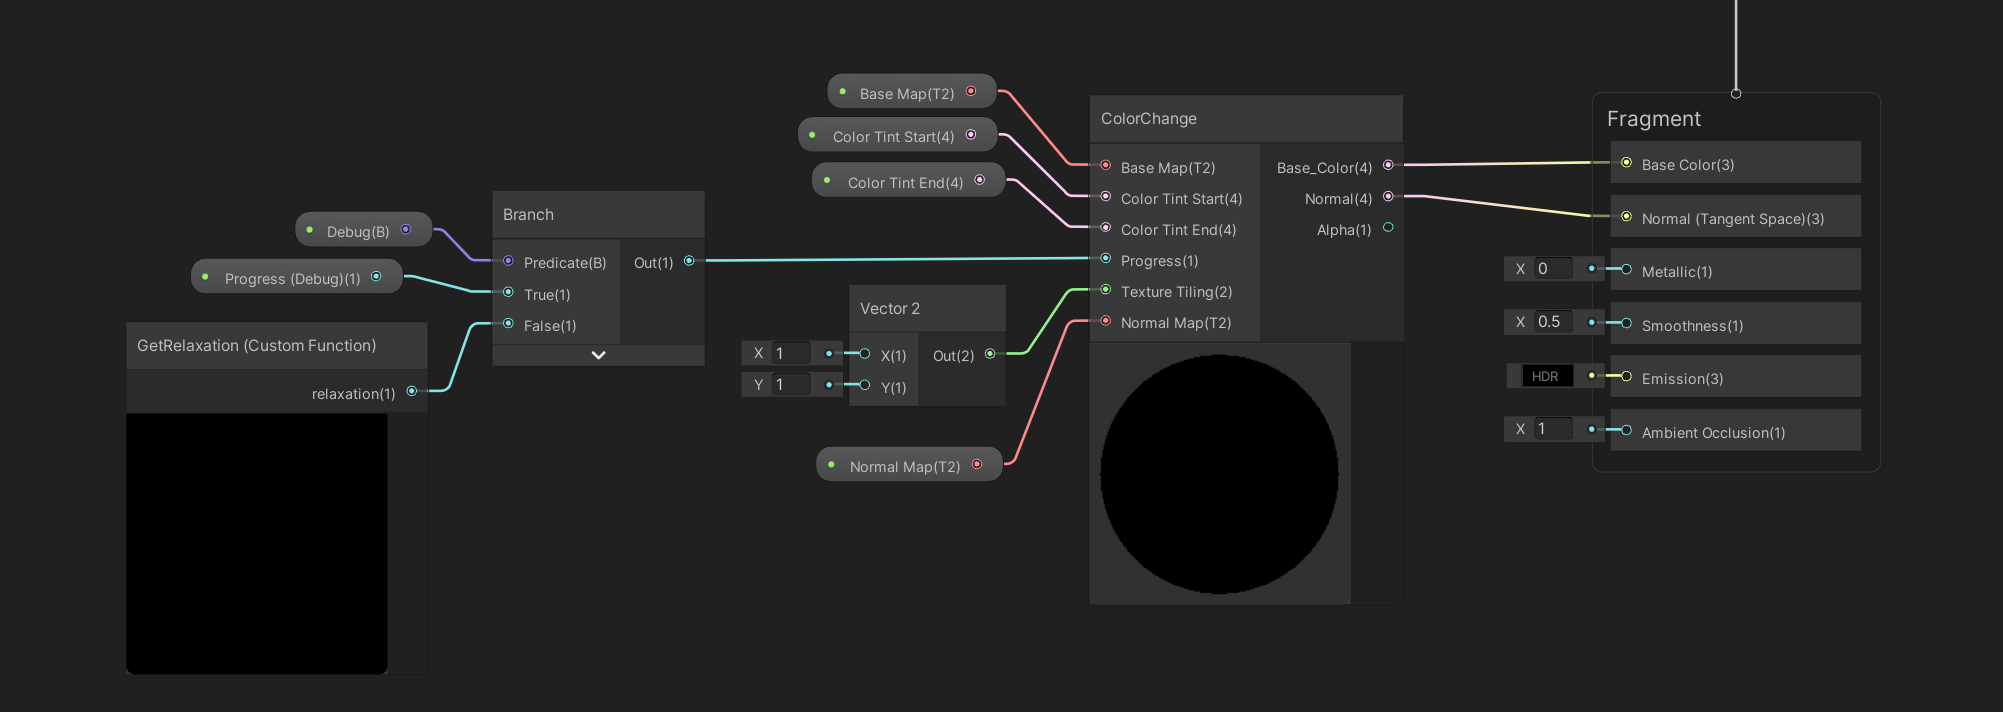 Base Map(T2)
Color Tint Start(4)
Color Tint End(4)
Debug(B)
Progress (Debug)(1)
GetRelaxation (Custom Function)
relaxation(1)
Branch
Predicate(B)
True(1)
False(1)
Out(1)
Vector 2
X 1
Y 1
X(1)
Y(1)
Out(2)
Normal Map(T2)
ColorChange
Base Map(T2)
Color Tint Start(4)
Color Tint End(4)
Progress(1)
Texture Tiling(2)
Normal Map(T2)
Base_Color(4)
Normal(4)
Alpha(1)
Fragment
Base Color(3)
Normal (Tangent Space)(3)
X 0
Metallic(1)
X 0.5
Smoothness(1)
HDR
Emission(3)
X 1
Ambient Occlusion(1)